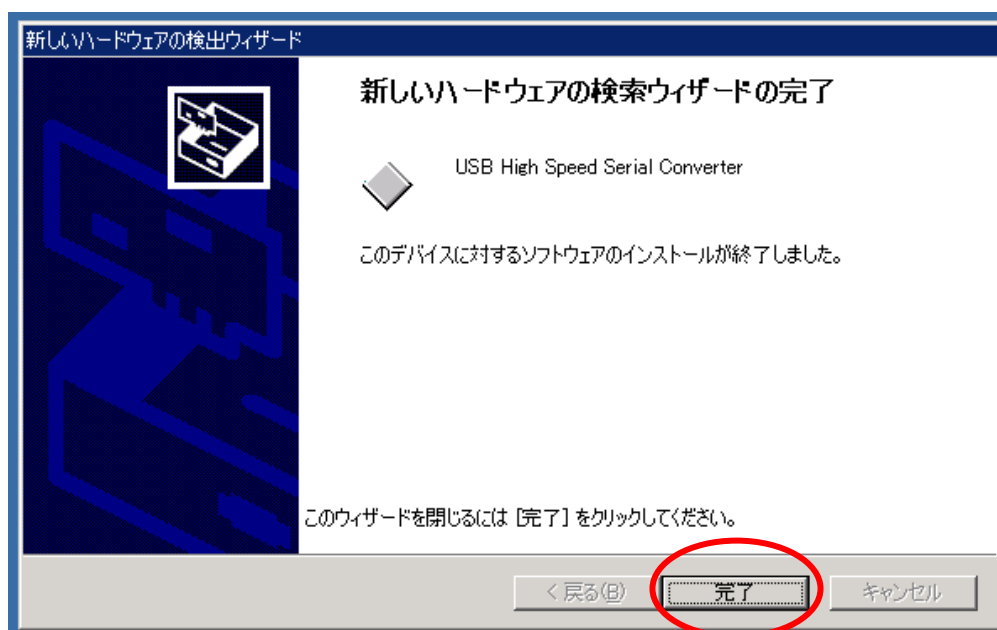 新しいハードウェアの検出ウィザード
新しいハードウェアの検索ウィザードの完了
USB High Speed Serial Converter
このデバイスに対するソフトウェアのインストールが終了しました。
このウィザードを閉じるには [完了] をクリックしてください。
< 戻る(B) 完了 キャンセル